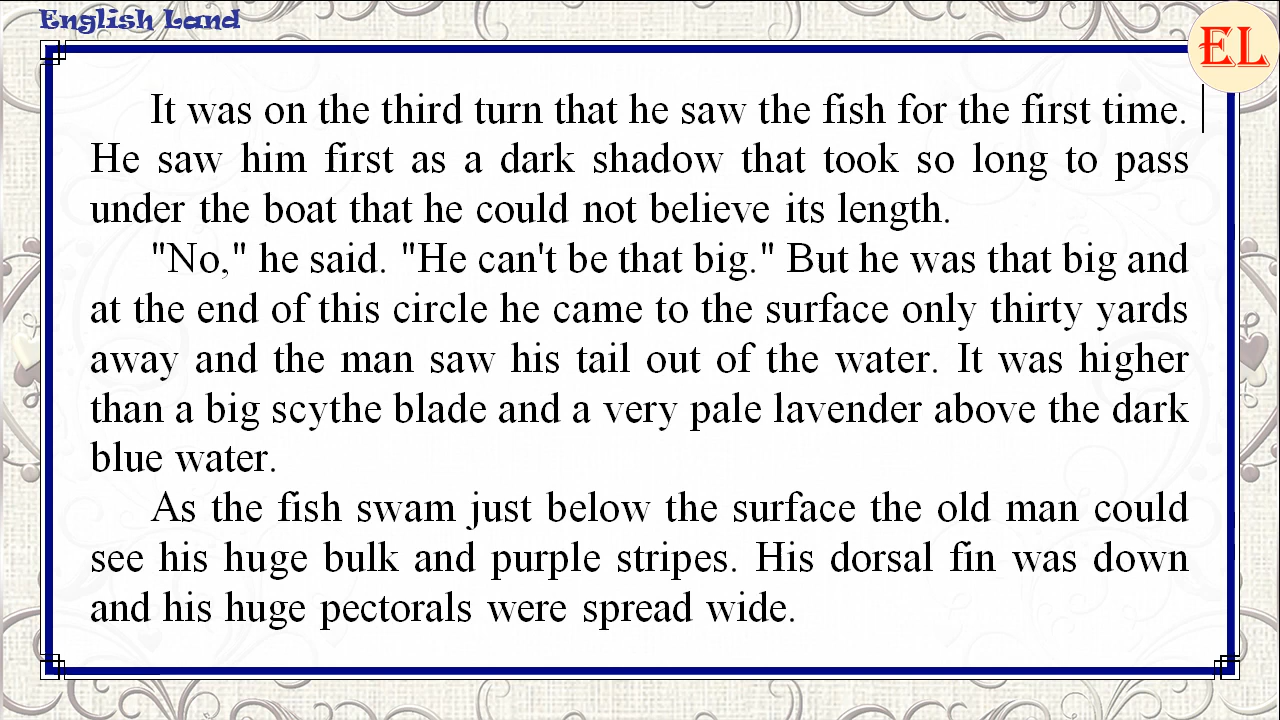 English Land
EL
It was on the third turn that he saw the fish for the first time.
He saw him first as a dark shadow that took so long to pass
under the boat that he could not believe its length.
"No," he said. "He can't be that big." But he was that big and
at the end of this circle he came to the surface only thirty yards
away and the man saw his tail out of the water. It was higher
than a big scythe blade and a very pale lavender above the dark
blue water.
As the fish swam just below the surface the old man could
see his huge bulk and purple stripes. His dorsal fin was down
and his huge pectorals were spread wide.